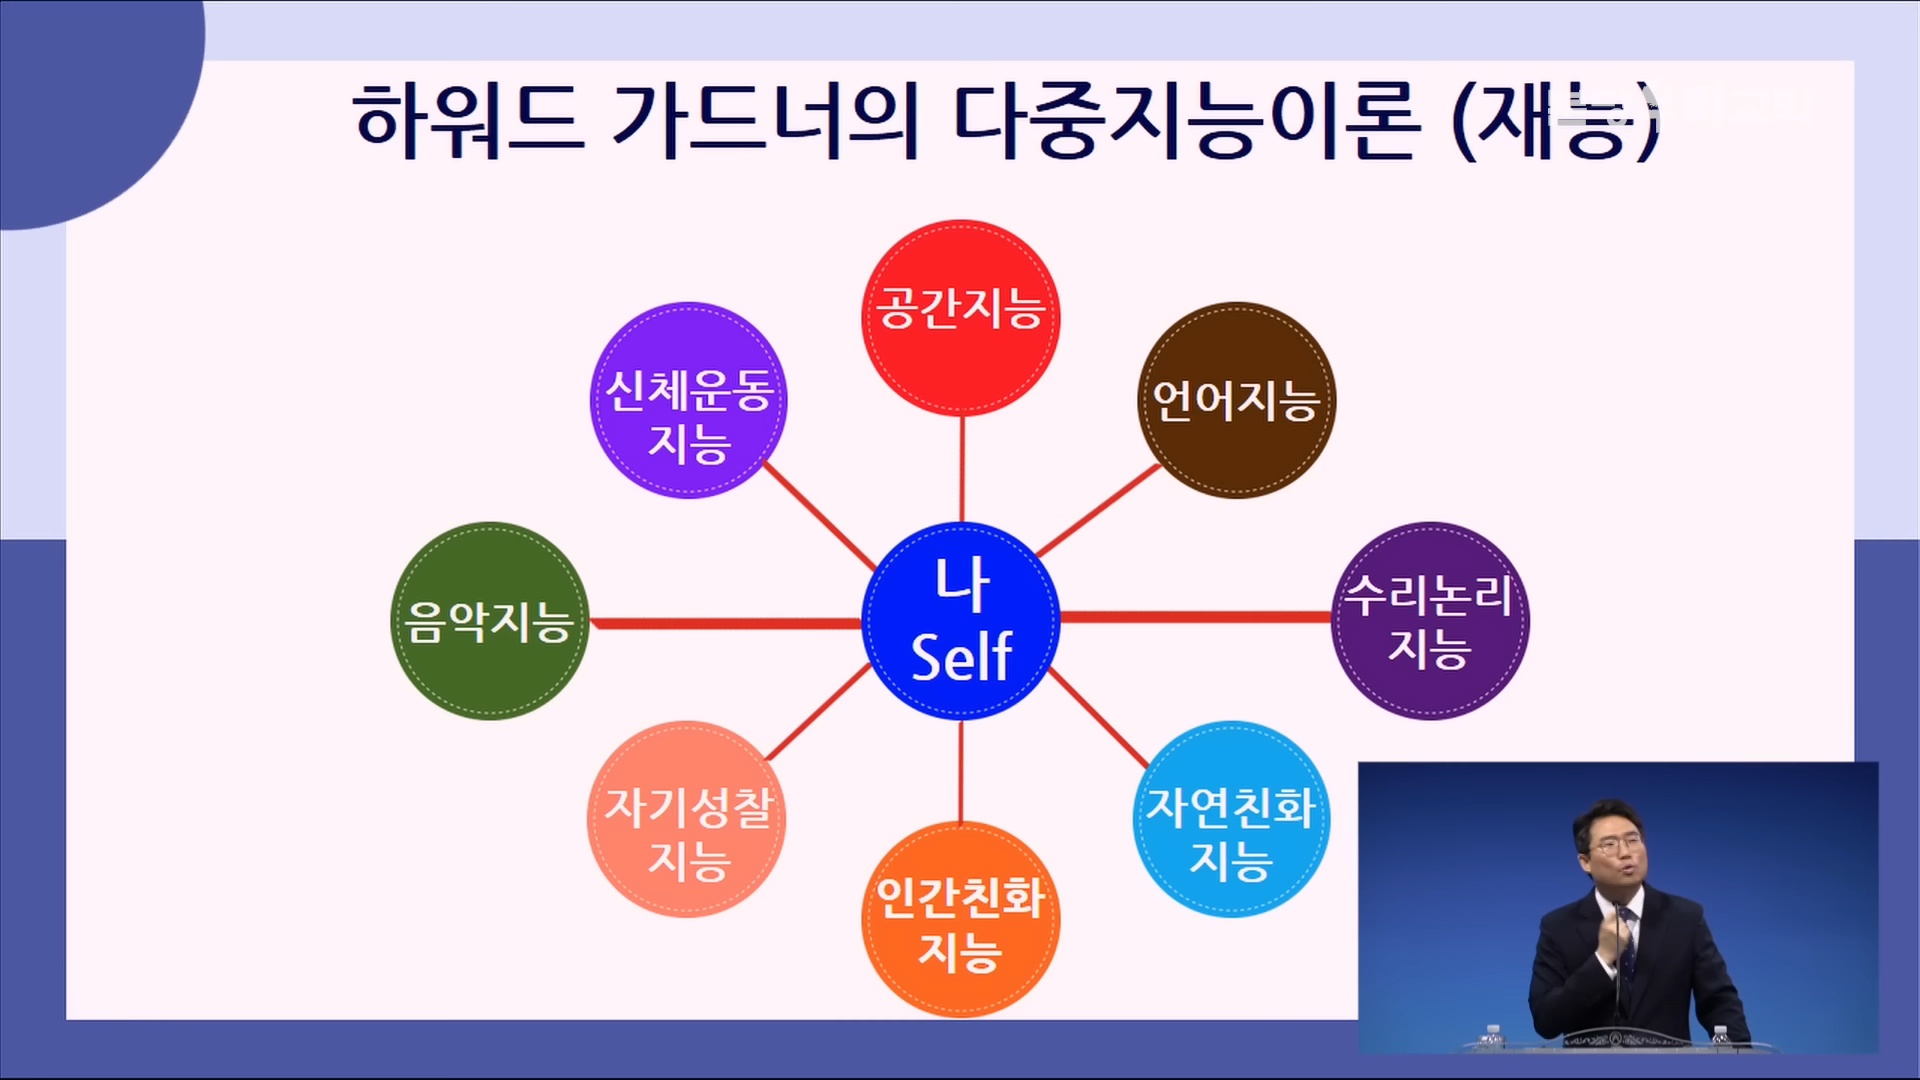 하워드 가드너의 다중지능이론 (재능)
공간지능
신체운동
지능
언어지능
음악지능
나
Self
수리논리
지능
자기성찰
지능
인간친화
지능
자연친화
지능